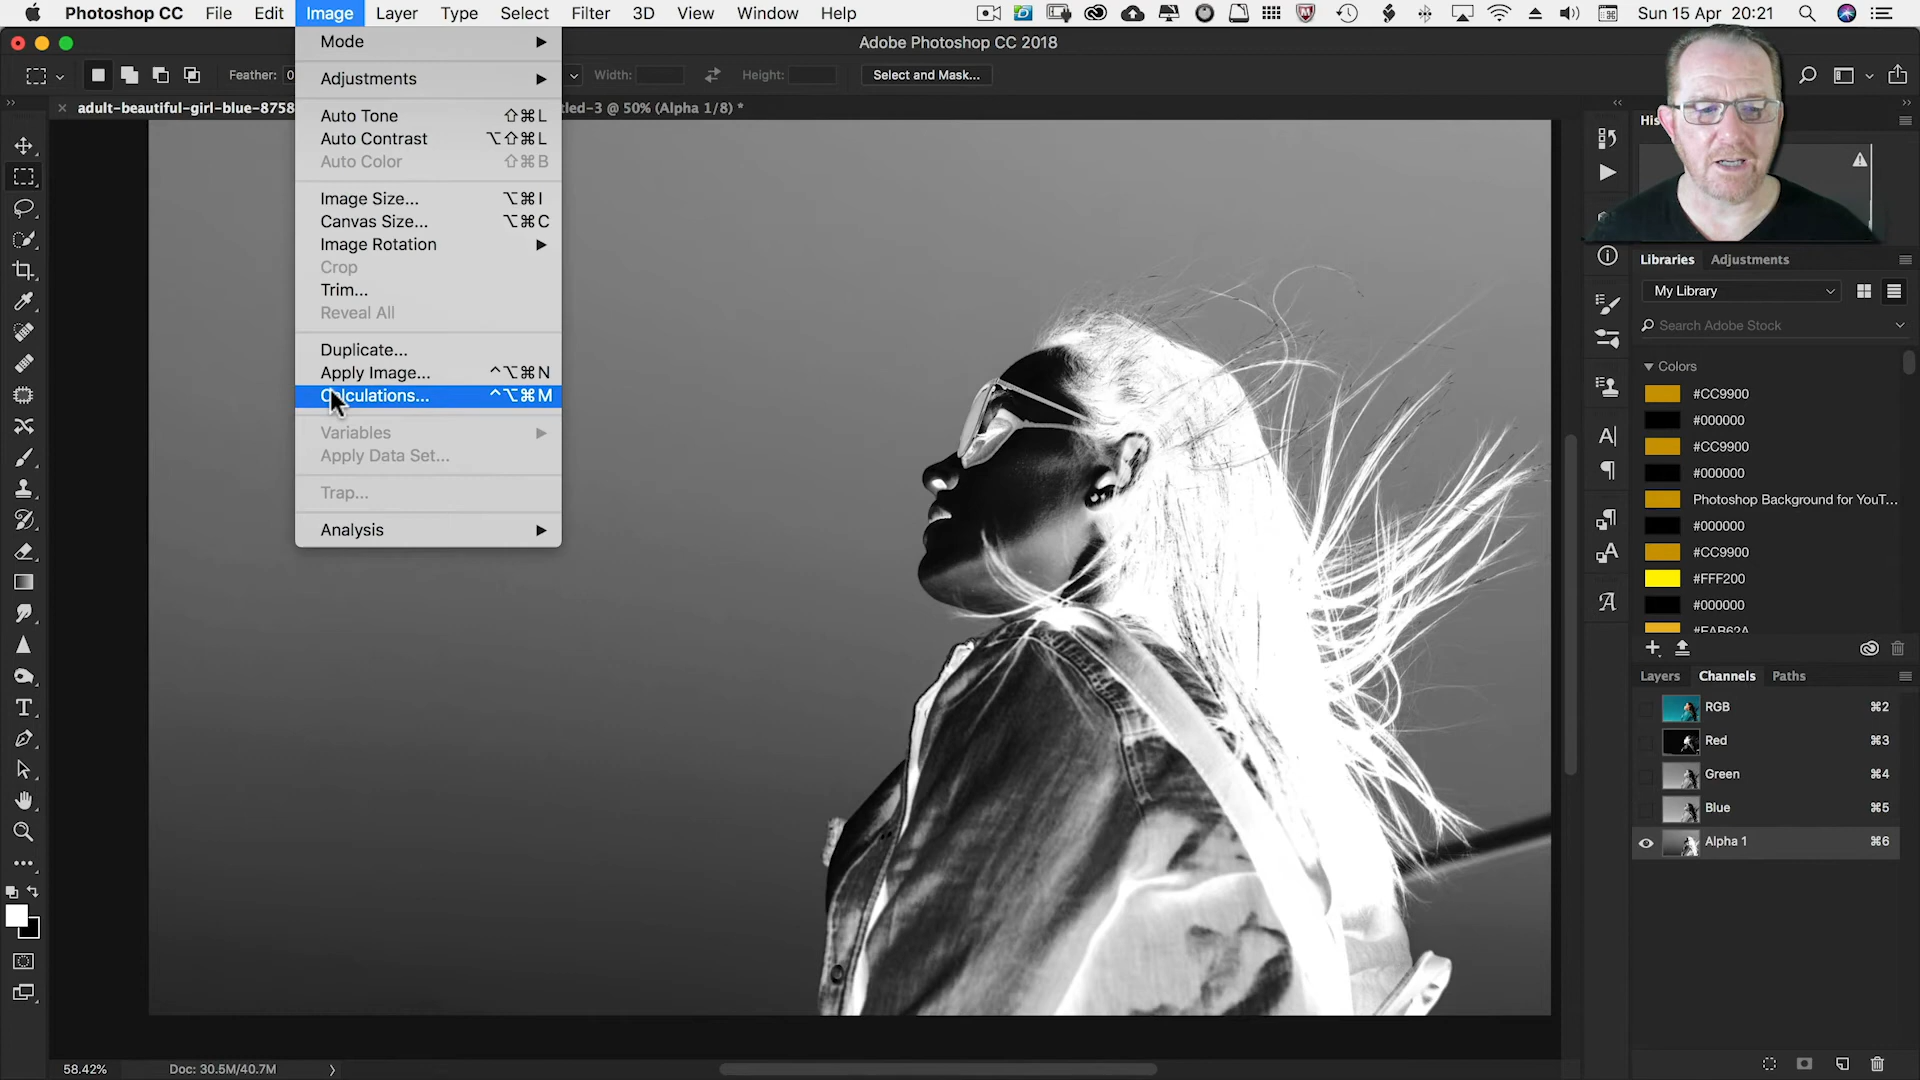 Photoshop CC File Edit Image Layer Type Select Filter 3D View Window Help Sun 15 Apr 20:21
Adobe Photoshop CC 2018
Feather: 0 Width: Height: Select and Mask...
adult-beautiful-girl-blue-8758 tled-3 @ 50% (Alpha 1/8) *
Mode
Adjustments
Auto Tone ⇧⌘L
Auto Contrast ⌥⇧⌘L
Auto Color ⇧⌘B
Image Size... ⌥⌘I
Canvas Size... ⌥⌘C
Image Rotation
Crop
Trim...
Reveal All
Duplicate...
Apply Image... ^⌥⌘N
Calculations... ^⌥⌘M
Variables
Apply Data Set...
Trap...
Analysis
His
Libraries Adjustments
My Library
Search Adobe Stock
Colors
#CC9900
#000000
#CC9900
#000000
Photoshop Background for YouT...
#000000
#CC9900
#FFF200
#000000
#EAB62A
Layers Channels Paths
RGB ⌘2
Red ⌘3
Green ⌘4
Blue ⌘5
Alpha 1 ⌘6
58.42% Doc: 30.5M/40.7M